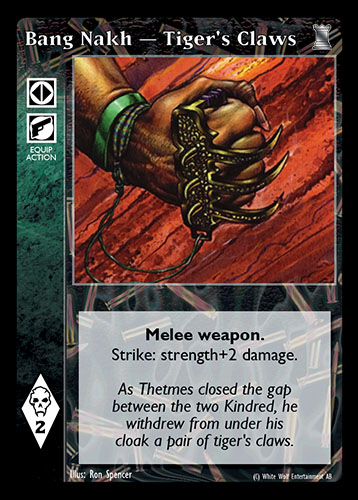 Bang Nakh — Tiger's Claws
EQUIP
ACTION
Melee weapon.
Strike: strength+2 damage.
As Thetmes closed the gap
between the two Kindred, he
withdrew from under his
cloak a pair of tiger's claws.
2
Illus: Ron Spencer
(C) White Wolf Entertainment AB